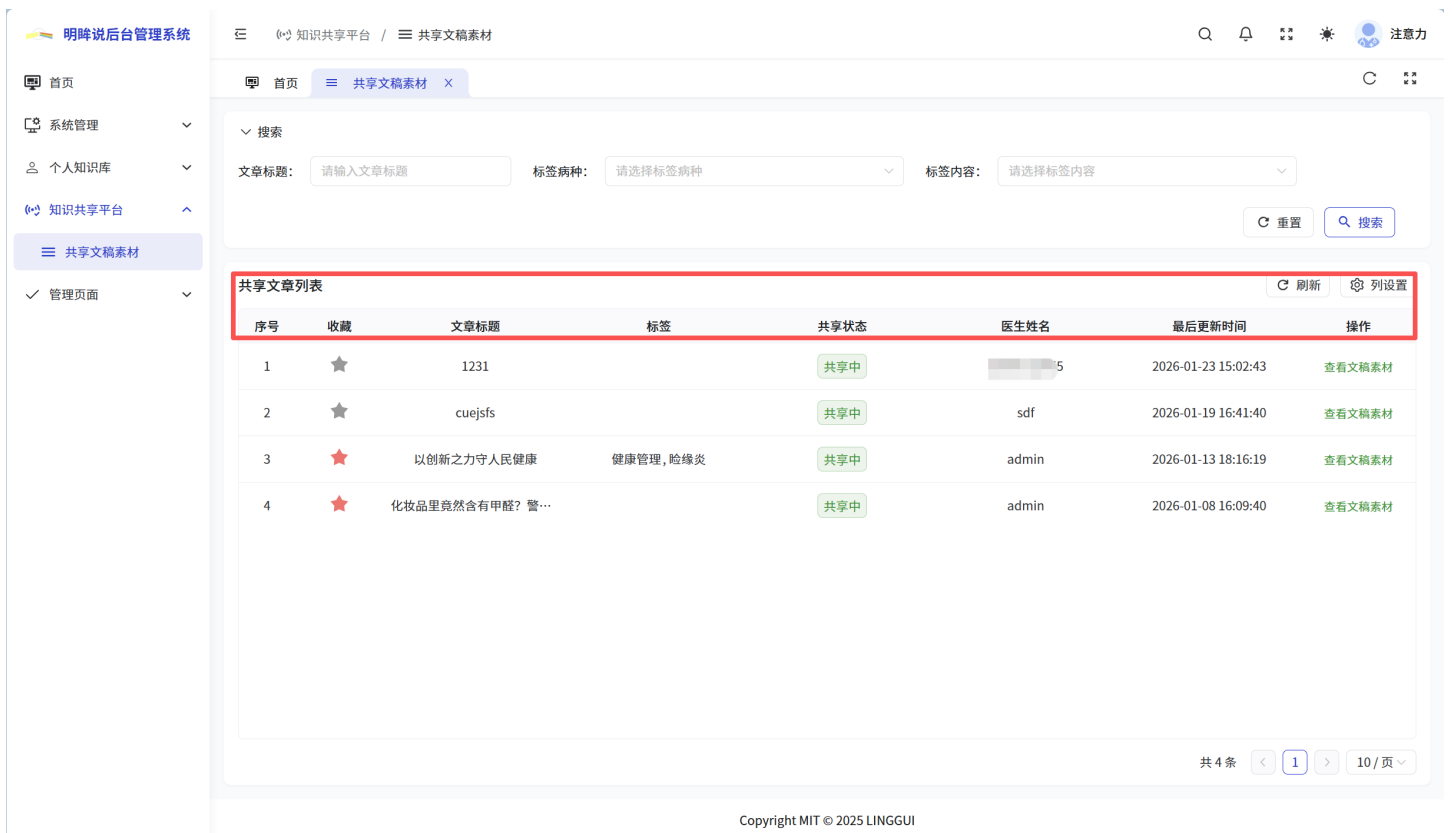 明眸说后台管理系统
知识共享平台 / 共享文稿素材
注意力
首页
系统管理
个人知识库
知识共享平台
共享文稿素材
管理页面
首页 共享文稿素材 X
搜索
文章标题： 请输入文章标题 标签病种： 请选择标签病种 标签内容： 请选择标签内容
重置 搜索
共享文章列表 刷新 列设置
序号 收藏 文章标题 标签 共享状态 医生姓名 最后更新时间 操作
1 1231 共享中 5 2026-01-23 15:02:43 查看文稿素材
2 cuejsfs 共享中 sdf 2026-01-19 16:41:40 查看文稿素材
3 以创新之力守人民健康 健康管理,睑缘炎 共享中 admin 2026-01-13 18:16:19 查看文稿素材
4 化妆品里竟然含有甲醛？警… 共享中 admin 2026-01-08 16:09:40 查看文稿素材
共 4 条 1 10 / 页
Copyright MIT © 2025 LINGGUI